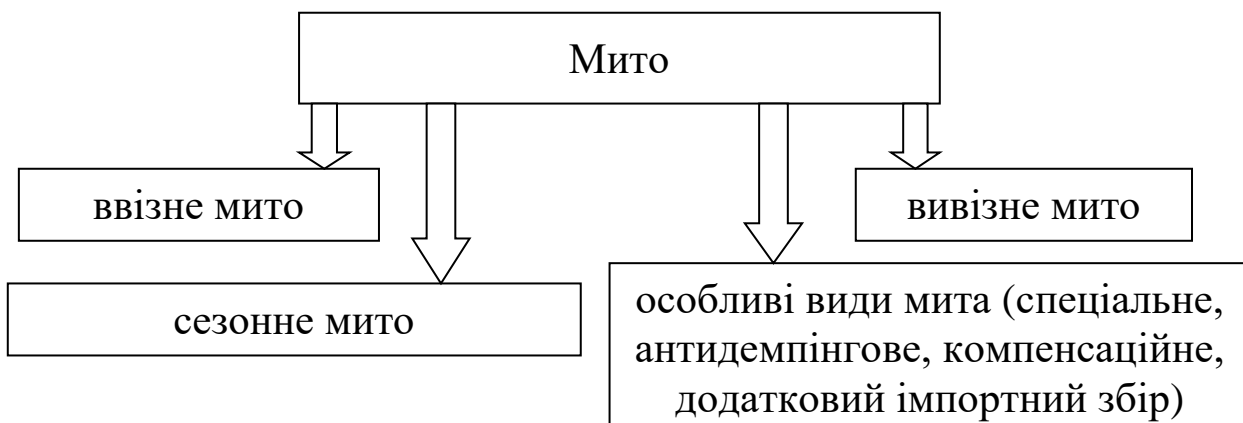 Мито
ввізне мито
вивізне мито
сезонне мито
особливі види мита (спеціальне,
антидемпінгове, компенсаційне,
додатковий імпортний збір)